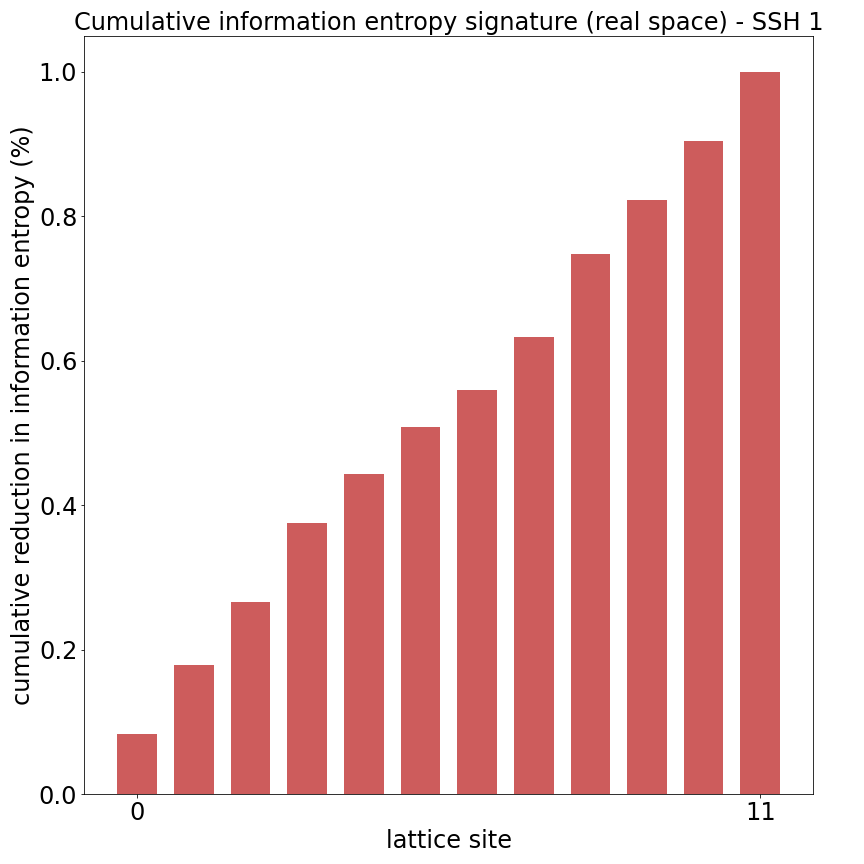 Cumulative information entropy signature (real space) - SSH 1
cumulative reduction in information entropy (%)
1.0
0.8
0.6
0.4
0.2
0.0
0
11
lattice site